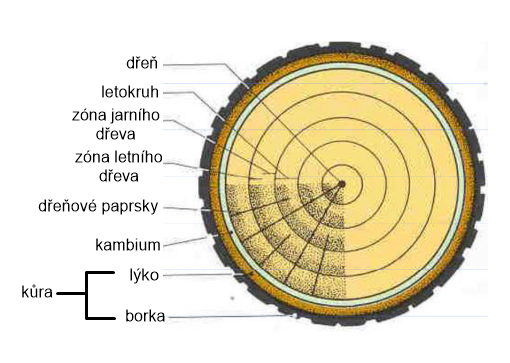 dřeň
letokruh
zóna jarního
dřeva
zóna letního
dřeva
dřeňové paprsky
kambium
lýko
kůra
borka